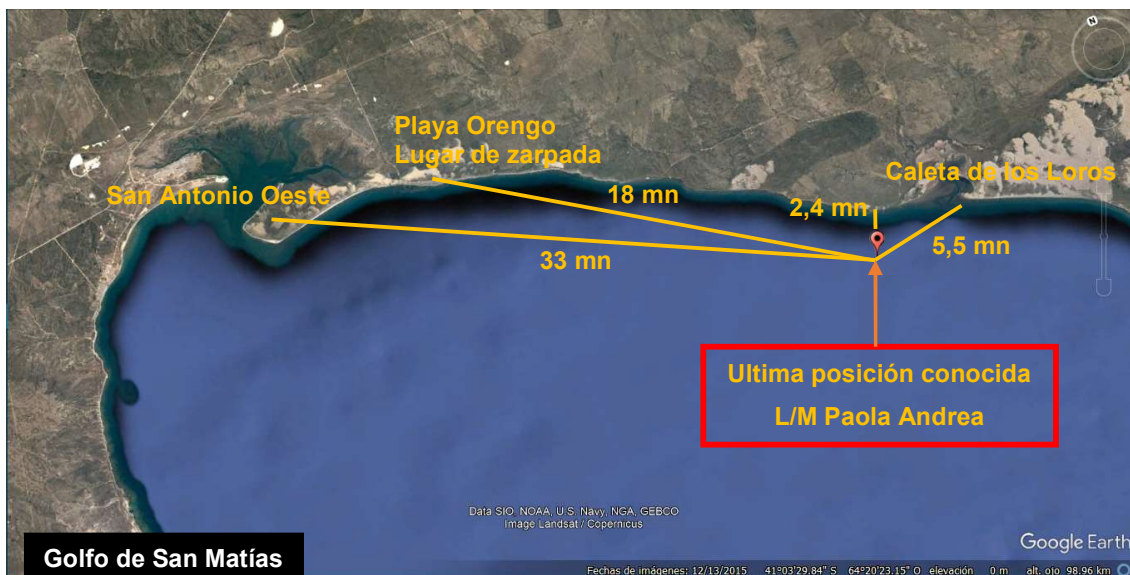 N
Playa Orengo
Lugar de zarpada
Caleta de los Loros
San Antonio Oeste
18 mn
2,4 mn
5,5 mn
33 mn
Ultima posición conocida
L/M Paola Andrea
Data SIO, NOAA, U.S. Navy, NGA, GEBCO
Image Landsat / Copernicus
Google Earth
Golfo de San Matías
Fechas de imágenes: 12/13/2015 41°03'29.84" S 64°20'23.15" O elevación 0 m alt. ojo 98.96 km